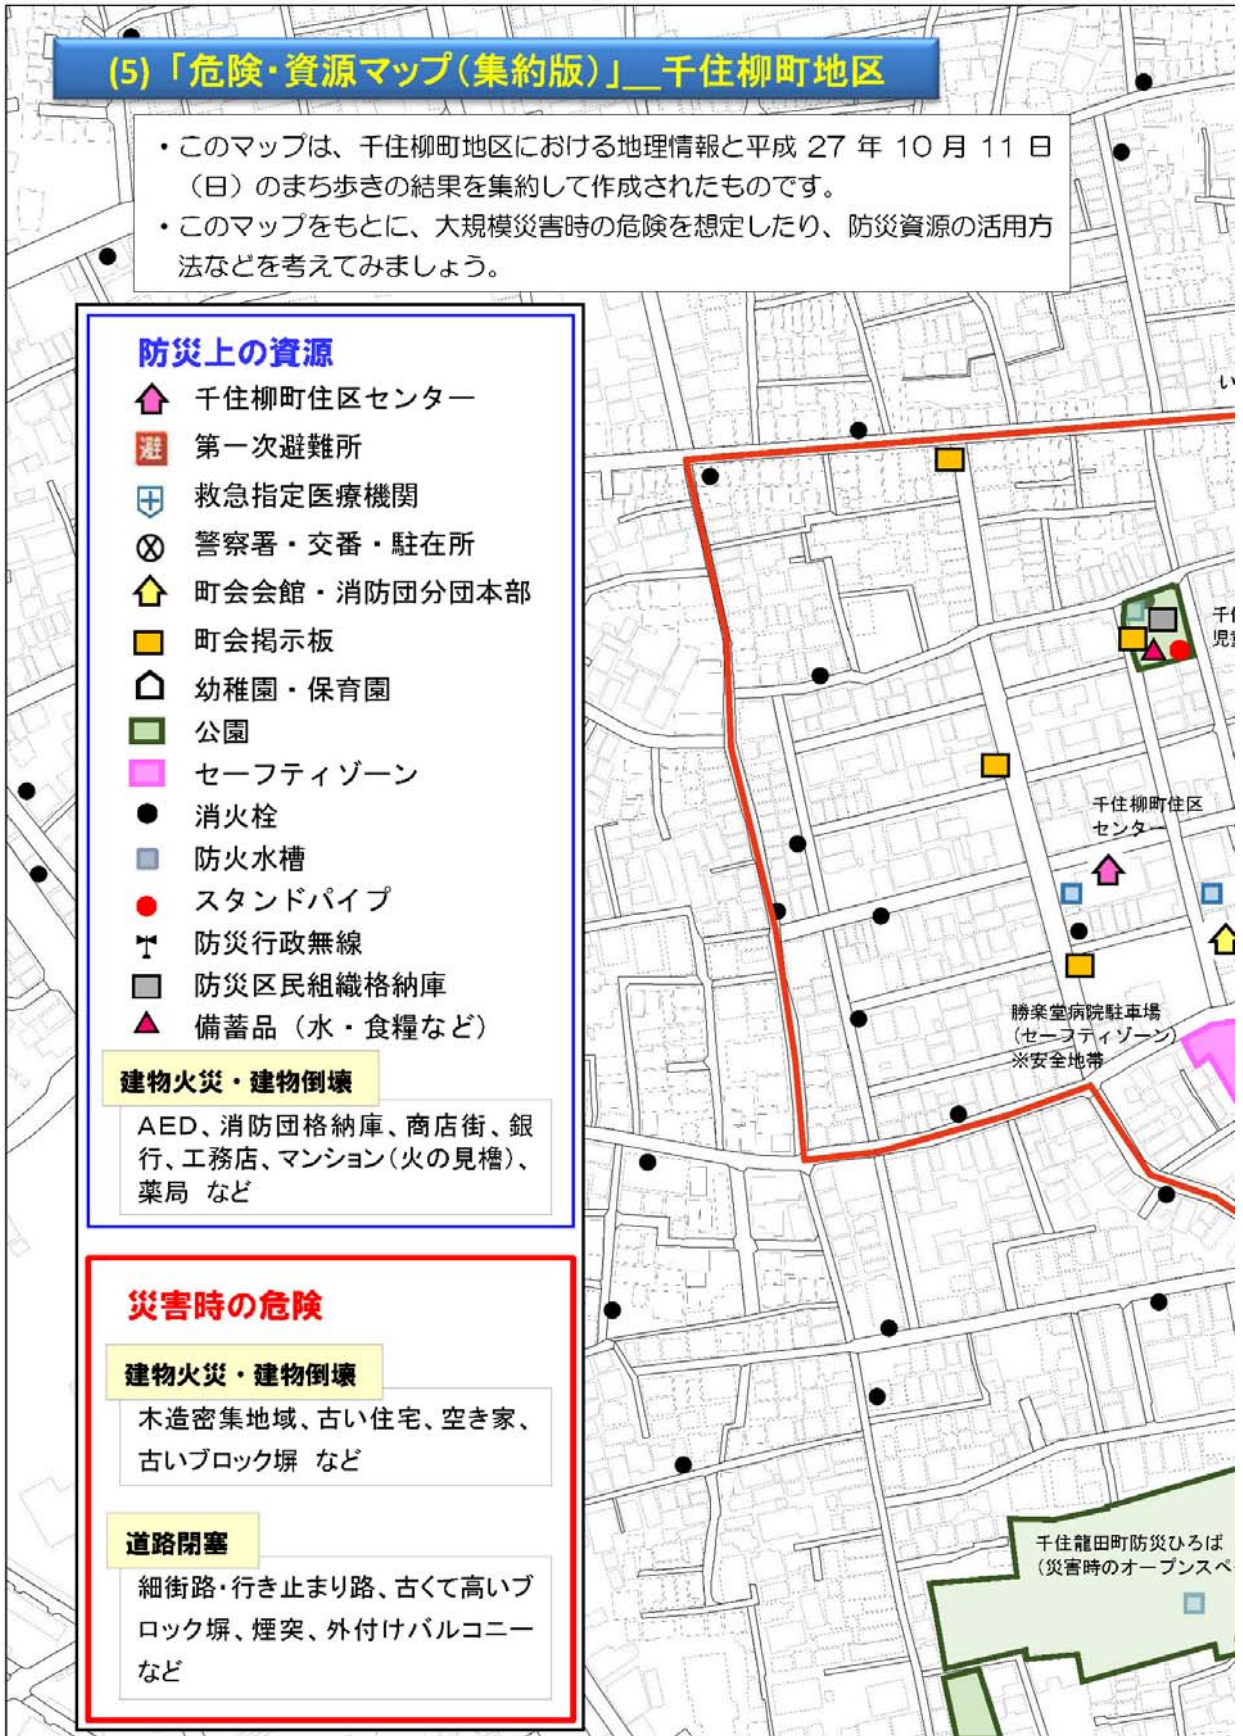 (5)「危険・資源マップ(集約版)」__千住柳町地区
・このマップは、千住柳町地区における地理情報と平成 27 年 10 月 11 日
（日）のまち歩きの結果を集約して作成されたものです。
・このマップをもとに、大規模災害時の危険を想定したり、防災資源の活用方
法などを考えてみましょう。
防災上の資源
千住柳町住区センター
避 第一次避難所
救急指定医療機関
警察署・交番・駐在所
町会会館・消防団分団本部
町会掲示板
幼稚園・保育園
公園
セーフティゾーン
消火栓
防火水槽
スタンドパイプ
防災行政無線
防災区民組織格納庫
備蓄品（水・食糧など）
建物火災・建物倒壊
AED、消防団格納庫、商店街、銀
行、工務店、マンション(火の見櫓)、
薬局 など
災害時の危険
建物火災・建物倒壊
木造密集地域、古い住宅、空き家、
古いブロック塀 など
道路閉塞
細街路・行き止まり路、古くて高いブ
ロック塀、煙突、外付けバルコニー
など
い
千住柳町住区
センター
勝楽堂病院駐車場
(セーフティゾーン)
※安全地帯
千住龍田町防災ひろば
(災害時のオープンスペ